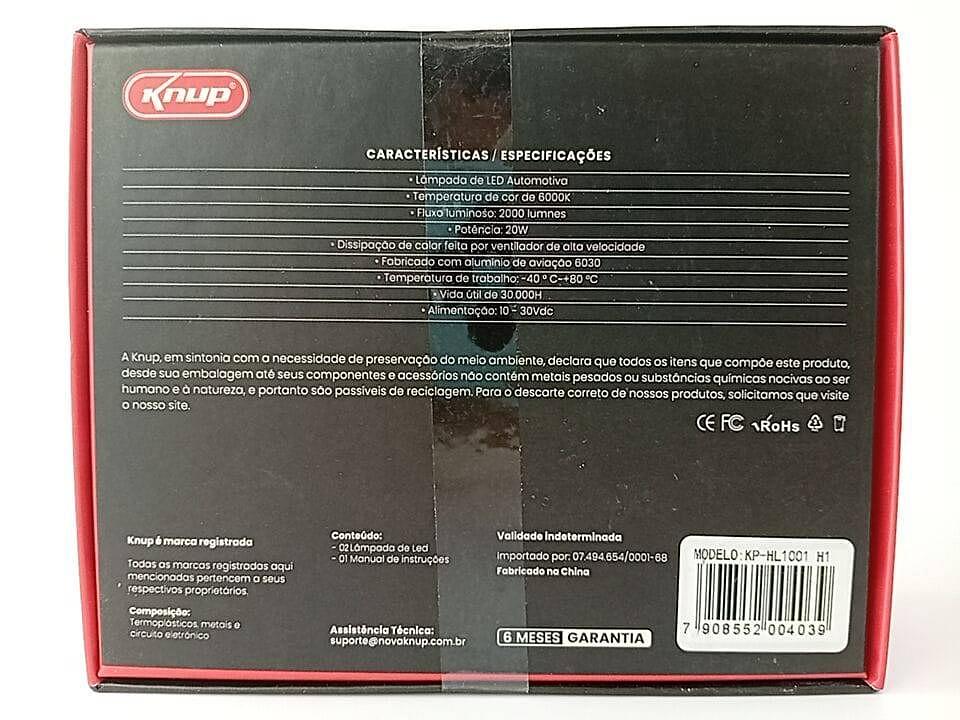 Knup®
CARACTERÍSTICAS / ESPECIFICAÇÕES
• Lâmpada de LED Automotiva
• Temperatura de cor de 6000K
• Fluxo luminoso: 2000 lumnes
• Potência: 20W
• Dissipação de calar feita por ventilador de alta velocidade
• Fabricado com alumínio de aviação 6030
• Temperatura de trabalho: -40 º C-+80 ºC
• Vida útil de 30.000H
• Alimentação: 10 - 30Vdc
A Knup, em sintonia com a necessidade de preservação do meio ambiente, declara que todos os itens que compõe este produto,
desde sua embalagem até seus componentes e acessórios não contém metais pesados ou substâncias químicas nocivas ao ser
humano e à natureza, e portanto são passíveis de reciclagem. Para o descarte correto de nossos produtos, solicitamos que visite
o nosso site.
CE FC RoHs
Knup é marca registrada
Todas as marcas registradas aqui
mencionadas pertencem a seus
respectivos proprietários.
Composição:
Termoplásticos, metais e
circuito eletrónico
Conteúdo:
- 02Lâmpada de Led
- 01 Manual de instruções
Assistência Técnica:
suporte@novaknup.com.br
Validade Indeterminada
Importado por: 07.494.654/0001-68
Fabricado na China
6 MESES GARANTIA
MODELO:KP-HL1001 H1
7 908552 004039